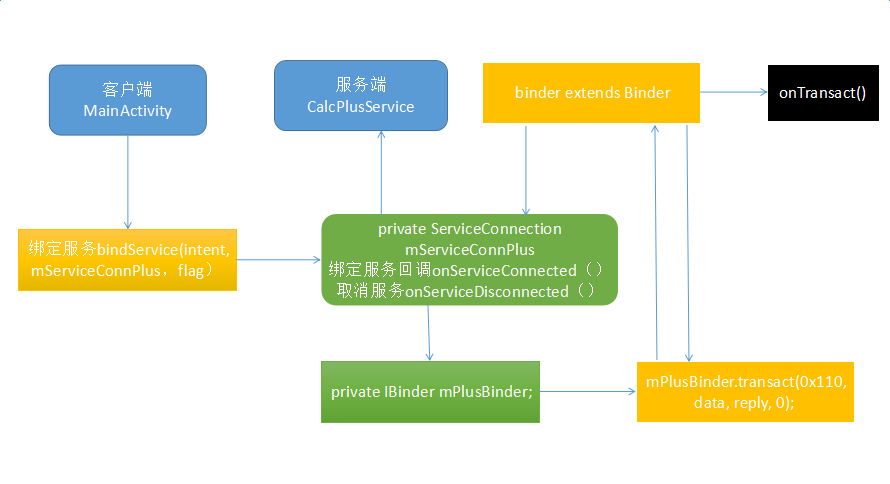 客户端
MainActivity
服务端
CalcPlusService
binder extends Binder
onTransact()
绑定服务bindService(intent,
mServiceConnPlus，flag）
private ServiceConnection
mServiceConnPlus
绑定服务回调onServiceConnected（）
取消服务onServiceDisconnected（）
private IBinder mPlusBinder;
mPlusBinder.transact(0x110,
data, reply, 0);